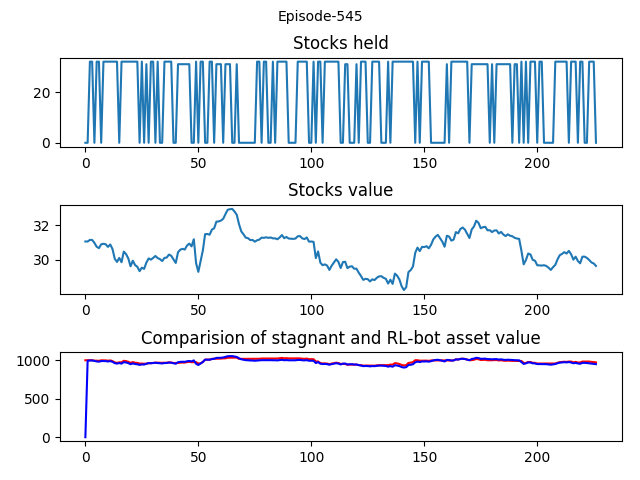 Episode-545
Stocks held
20
0
0 50 100 150 200
Stocks value
32
30
0 50 100 150 200
Comparision of stagnant and RL-bot asset value
1000
500
0
0 50 100 150 200